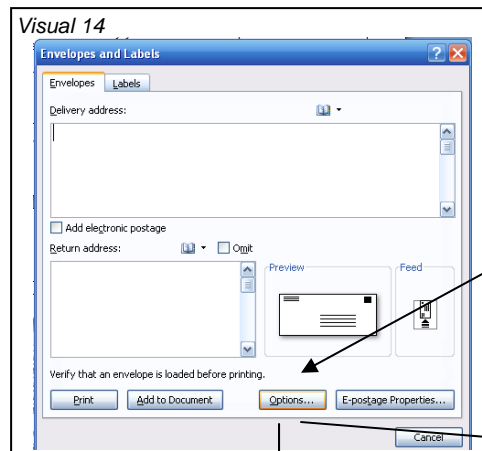 Visual 14
Envelopes and Labels
Envelopes Labels
Delivery address:
Add electronic postage
Return address: Omit
Preview Feed
Verify that an envelope is loaded before printing.
Print Add to Document Options... E-postage Properties...
Cancel